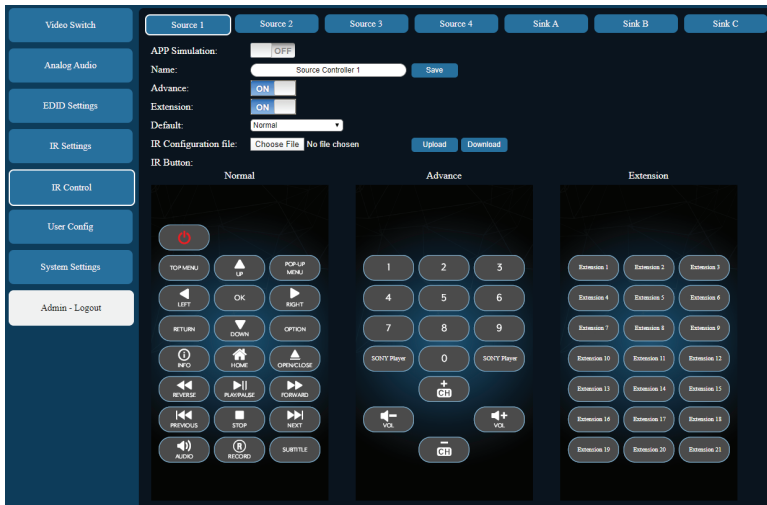 Video Switch
Analog Audio
EDID Settings
IR Settings
IR Control
User Config
System Settings
Admin - Logout
Source 1 Source 2 Source 3 Source 4 Sink A Sink B Sink C
APP Simulation: OFF
Name: Source Controller 1 Save
Advance: ON
Extension: ON
Default: Normal
IR Configuration file: Choose File No file chosen Upload Download
IR Button:
Normal
TOP MENU UP POP-UP MENU
LEFT OK RIGHT
RETURN DOWN OPTION
INFO HOME OPEN/CLOSE
REVERSE PLAY/PAUSE FORWARD
PREVIOUS STOP NEXT
AUDIO R RECORD SUBTITLE
Advance
1 2 3
4 5 6
7 8 9
SONY Player 0 SONY Player
+ CH
- VOL + VOL
- CH
Extension
Extension 1 Extension 2 Extension 3
Extension 4 Extension 5 Extension 6
Extension 7 Extension 8 Extension 9
Extension 10 Extension 11 Extension 12
Extension 13 Extension 14 Extension 15
Extension 16 Extension 17 Extension 18
Extension 19 Extension 20 Extension 21